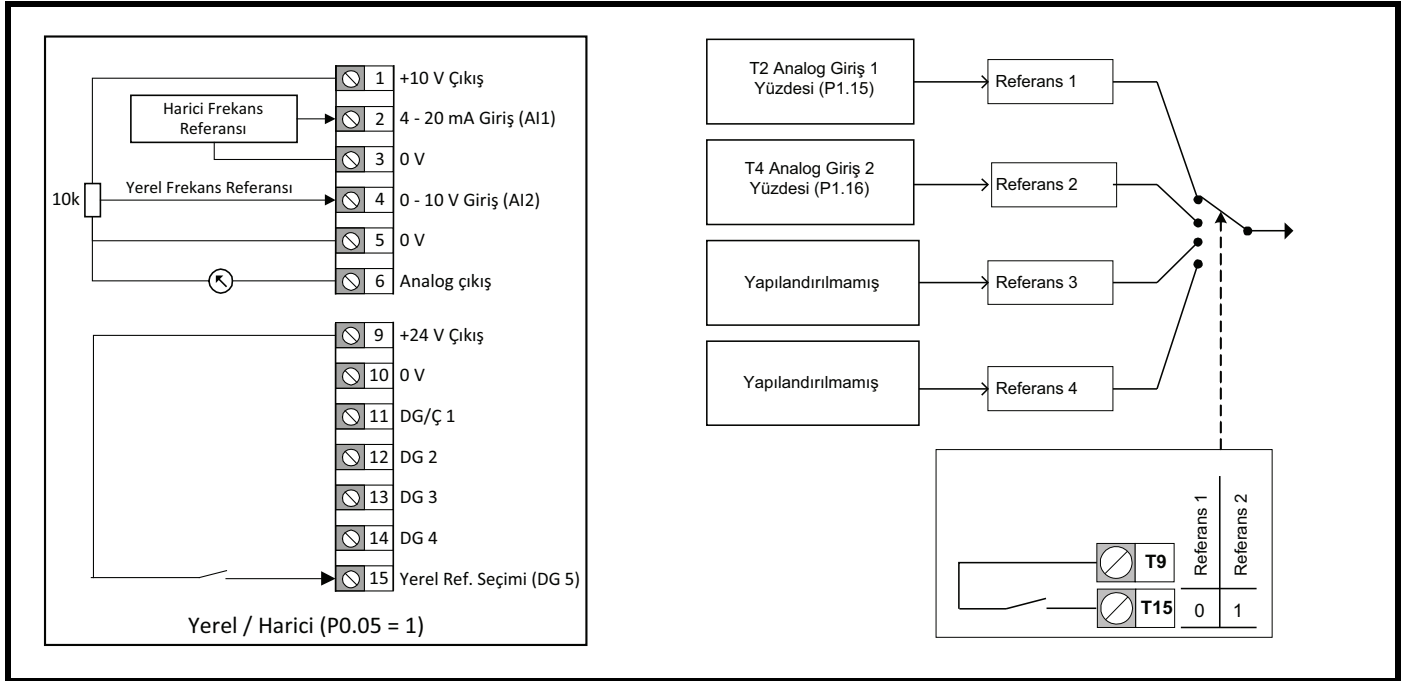 1 +10 V Çıkış
Harici Frekans
Referansı
2 4 - 20 mA Giriş (AI1)
3 0 V
10k
Yerel Frekans Referansı
4 0 - 10 V Giriş (AI2)
5 0 V
6 Analog çıkış
9 +24 V Çıkış
10 0 V
11 DG/Ç 1
12 DG 2
13 DG 3
14 DG 4
15 Yerel Ref. Seçimi (DG 5)
Yerel / Harici (P0.05 = 1)
T2 Analog Giriş 1
Yüzdesi (P1.15)
Referans 1
T4 Analog Giriş 2
Yüzdesi (P1.16)
Referans 2
Yapılandırılmamış
Referans 3
Yapılandırılmamış
Referans 4
Referans 1
Referans 2
T9
T15 0 1